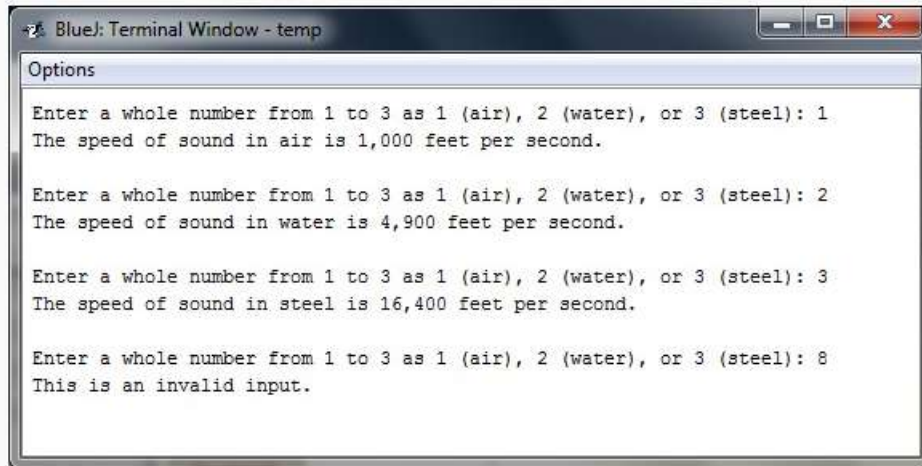 BlueJ: Terminal Window - temp
Options
Enter a whole number from 1 to 3 as 1 (air), 2 (water), or 3 (steel): 1
The speed of sound in air is 1,000 feet per second.
Enter a whole number from 1 to 3 as 1 (air), 2 (water), or 3 (steel): 2
The speed of sound in water is 4,900 feet per second.
Enter a whole number from 1 to 3 as 1 (air), 2 (water), or 3 (steel): 3
The speed of sound in steel is 16,400 feet per second.
Enter a whole number from 1 to 3 as 1 (air), 2 (water), or 3 (steel): 8
This is an invalid input.